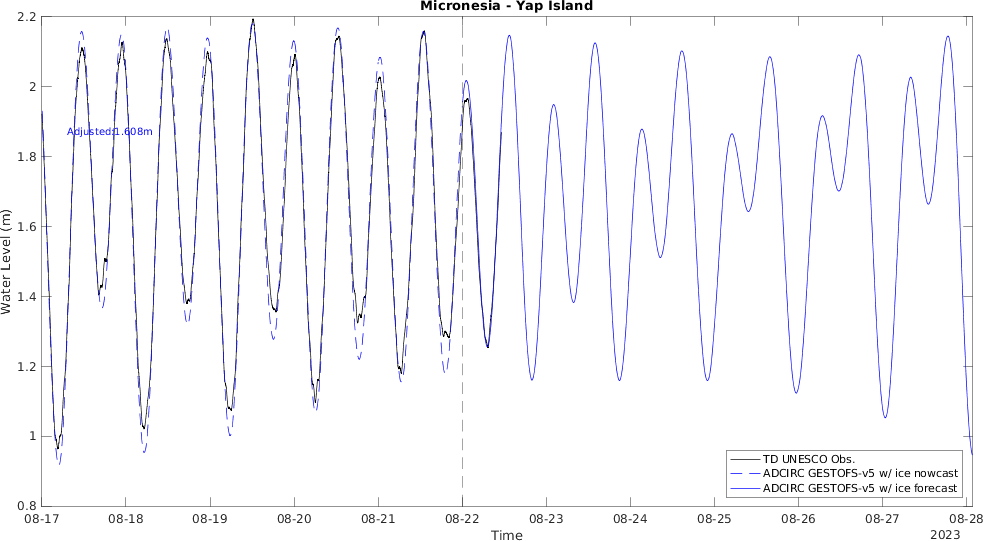 Micronesia - Yap Island
2.2
2
1.8
1.6
1.4
1.2
1
0.8
Water Level (m)
Adjusted:1.608m
TD UNESCO Obs.
ADCIRC GESTOFS-v5 w/ ice nowcast
ADCIRC GESTOFS-v5 w/ ice forecast
08-17 08-18 08-19 08-20 08-21 08-22 08-23 08-24 08-25 08-26 08-27 08-28
Time
2023